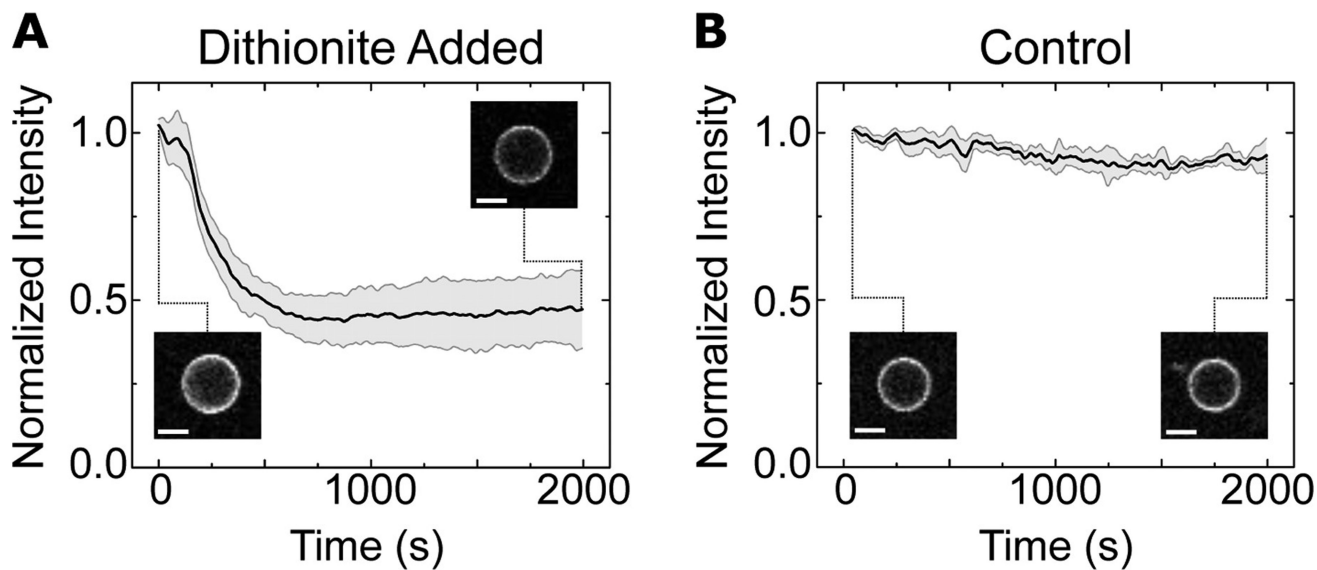 A
Dithionite Added
Normalized Intensity
1.0
0.5
0.0
0
1000
2000
Time (s)
B
Control
Normalized Intensity
1.0
0.5
0.0
0
1000
2000
Time (s)